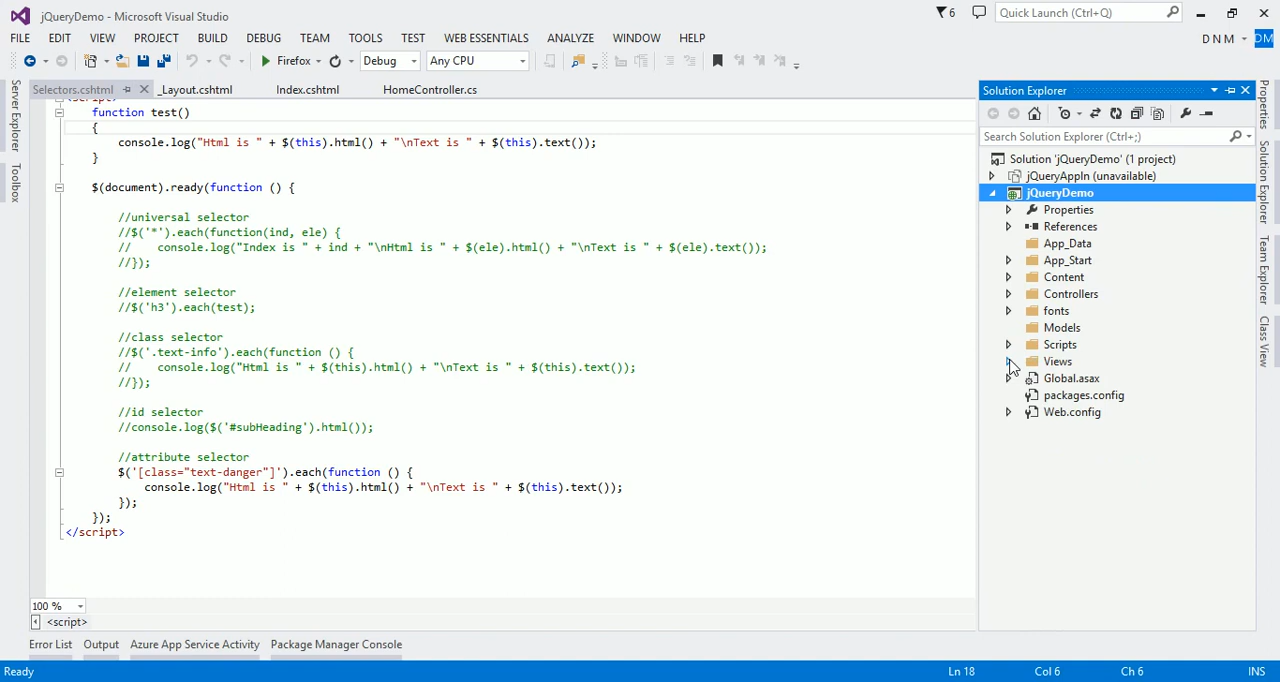 jQueryDemo - Microsoft Visual Studio
6
Quick Launch (Ctrl+Q)
FILE EDIT VIEW PROJECT BUILD DEBUG TEAM TOOLS TEST WEB ESSENTIALS ANALYZE WINDOW HELP
D N M DM
Firefox Debug Any CPU
Selectors.cshtml _Layout.cshtml Index.cshtml HomeController.cs
Server Explorer
Toolbox
<script>
function test()
{
console.log("Html is " + $(this).html() + "\nText is " + $(this).text());
}
$(document).ready(function () {
//universal selector
//$('*').each(function(ind, ele) {
//    console.log("Index is " + ind + "\nHtml is " + $(ele).html() + "\nText is " + $(ele).text());
//});
//element selector
//$('h3').each(test);
//class selector
//$('.text-info').each(function () {
//    console.log("Html is " + $(this).html() + "\nText is " + $(this).text());
//});
//id selector
//console.log($('#subHeading').html());
//attribute selector
$('[class="text-danger"]').each(function () {
console.log("Html is " + $(this).html() + "\nText is " + $(this).text());
});
});
</script>
100 %
<script>
Solution Explorer
Search Solution Explorer (Ctrl+;)
Solution 'jQueryDemo' (1 project)
jQueryAppIn (unavailable)
jQueryDemo
Properties
References
App_Data
App_Start
Content
Controllers
fonts
Models
Scripts
Views
Global.asax
packages.config
Web.config
Properties
Solution Explorer
Team Explorer
Class View
Error List Output Azure App Service Activity Package Manager Console
Ready Ln 18 Col 6 Ch 6 INS